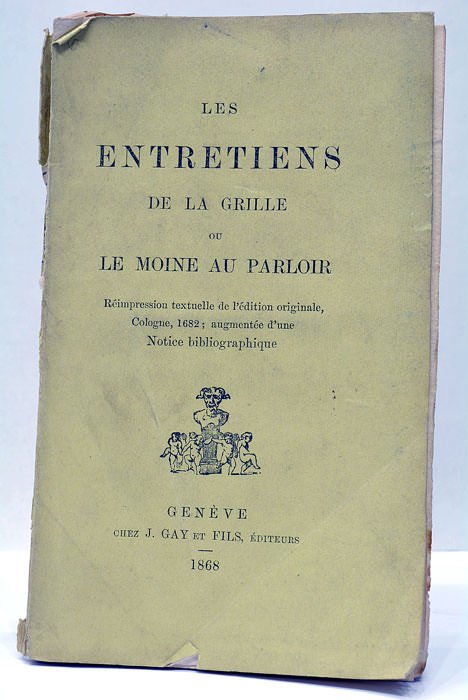 LES
ENTRETIENS
DE LA GRILLE
OU
LE MOINE AU PARLOIR
Réimpression textuelle de l'édition originale,
Cologne, 1682 ; augmentée d'une
Notice bibliographique
GENÈVE
CHEZ J. GAY ET FILS, ÉDITEURS
1868